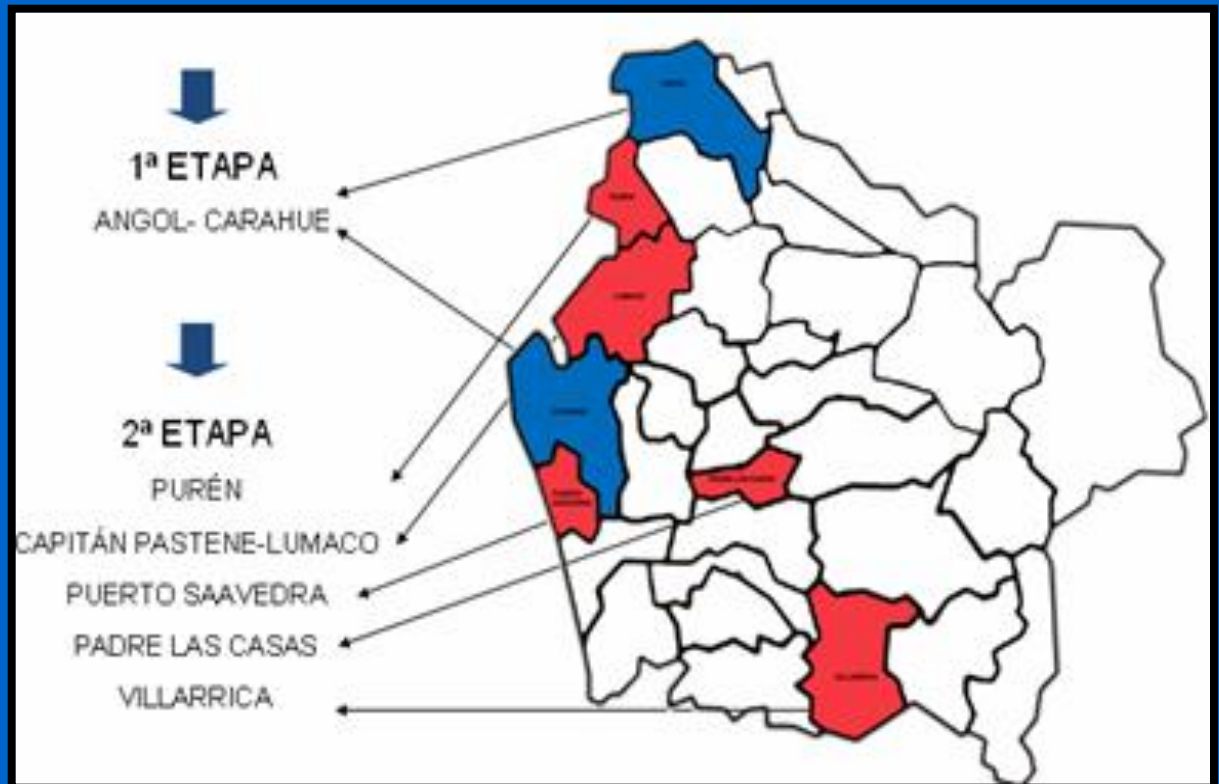 1ª ETAPA
ANGOL- CARAHUE
2ª ETAPA
PURÉN
CAPITÁN PASTENE-LUMACO
PUERTO SAAVEDRA
PADRE LAS CASAS
VILLARRICA